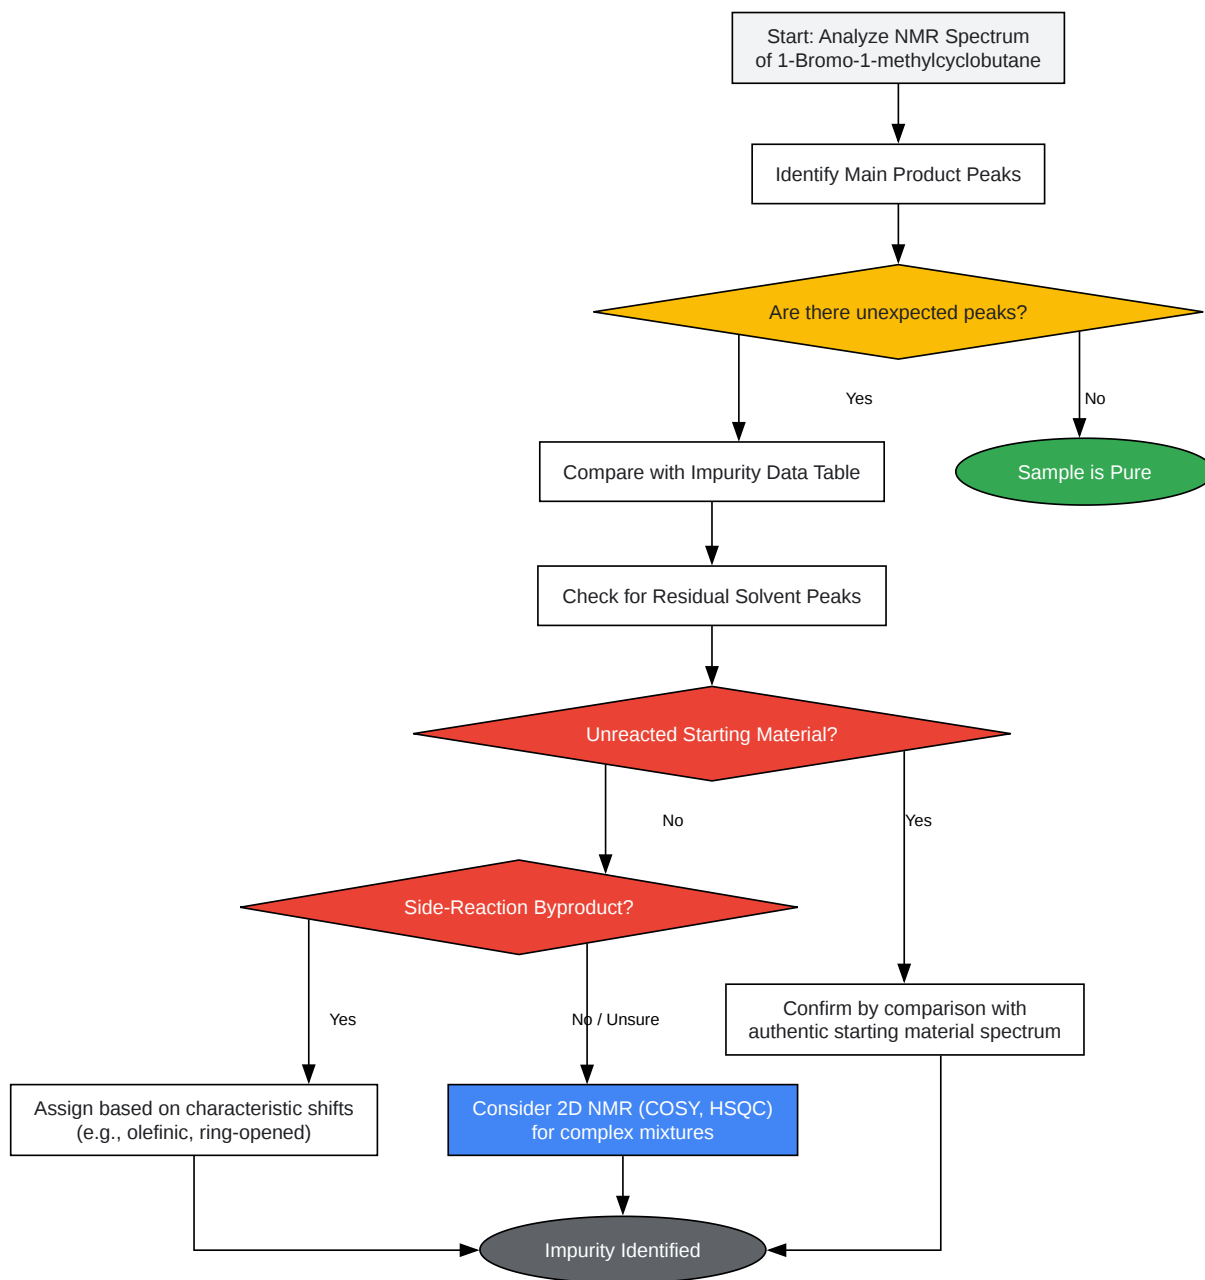 Start: Analyze NMR Spectrum
of 1-Bromo-1-methylcyclobutane
Identify Main Product Peaks
Are there unexpected peaks?
Yes
No
Compare with Impurity Data Table
Sample is Pure
Check for Residual Solvent Peaks
Unreacted Starting Material?
No
Yes
Side-Reaction Byproduct?
Yes
No / Unsure
Confirm by comparison with
authentic starting material spectrum
Assign based on characteristic shifts
(e.g., olefinic, ring-opened)
Consider 2D NMR (COSY, HSQC)
for complex mixtures
Impurity Identified